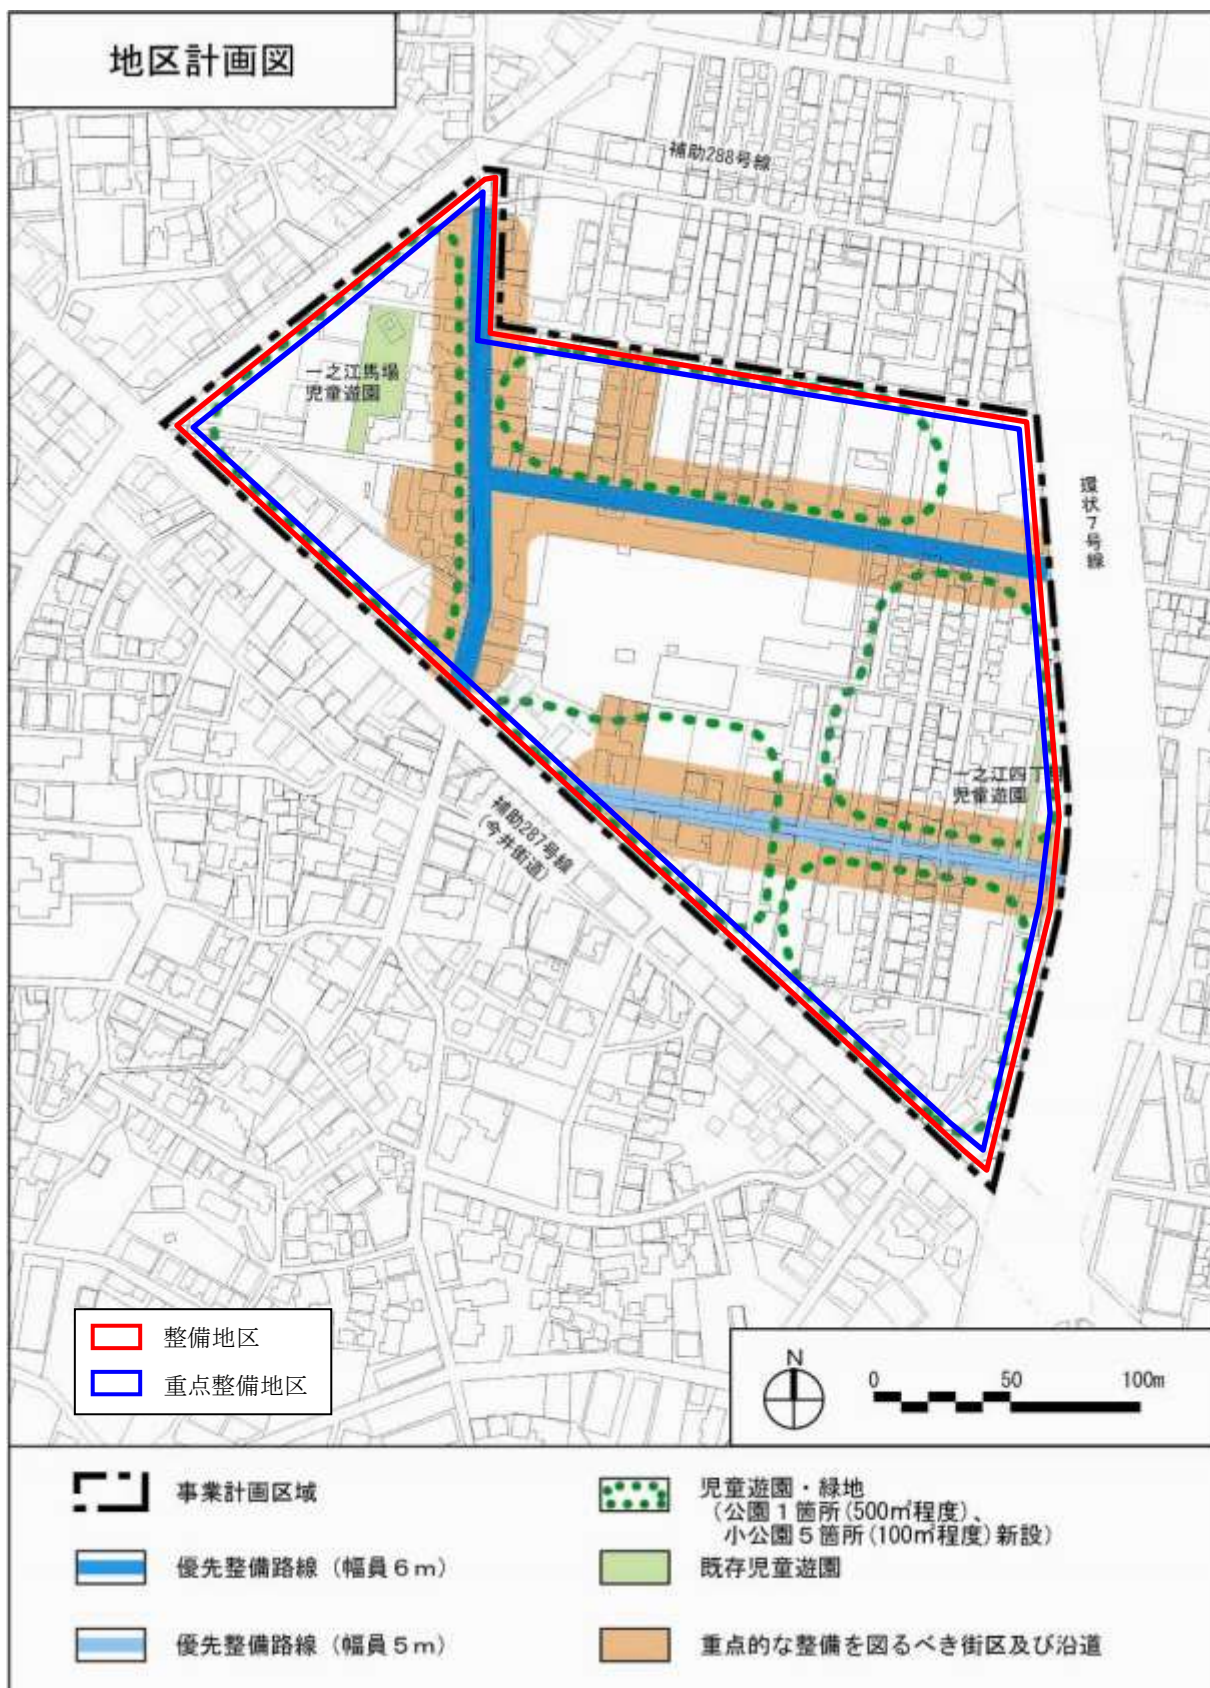 地区計画図
補助288号線
一之江馬場
児童遊園
環状7号線
一之江四丁目
児童遊園
補助287号線
(今井街道)
整備地区
重点整備地区
N
0 50 100m
事業計画区域
優先整備路線（幅員６ｍ）
優先整備路線（幅員５ｍ）
児童遊園・緑地
（公園１箇所(500㎡程度)、
小公園５箇所(100㎡程度)新設）
既存児童遊園
重点的な整備を図るべき街区及び沿道